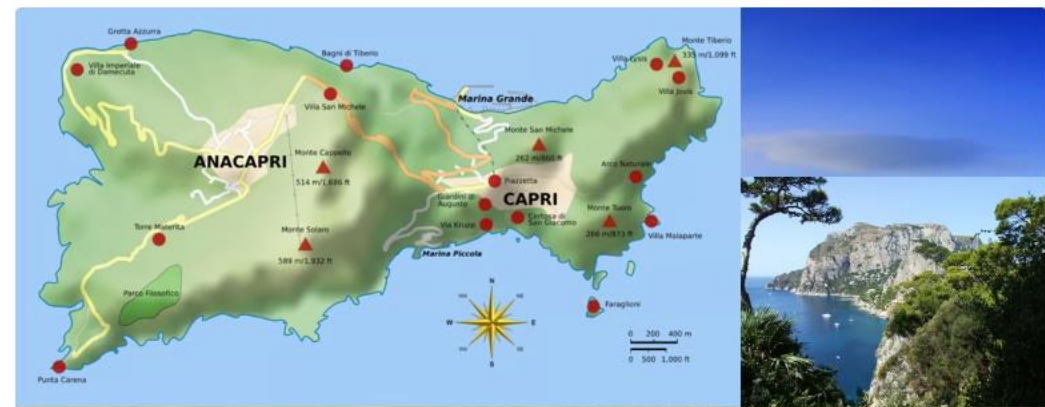 Grotta Azzurra
Villa Imperiale
di Damecuta
Bagni di Tiberio
Villa San Michele
ANACAPRI
Monte Cappello
514 m/1,686 ft
Torre Materita
Monte Solaro
589 m/1,932 ft
Parco Filosofico
Punta Carena
Marina Grande
Monte San Michele
262 m/860 ft
Piazzetta
CAPRI
Giardini di
Augusto
Via Krupp
Certosa di
San Giacomo
Marina Piccola
Monte Tiberio
335 m/1,099 ft
Villa Lysis
Villa Jovis
Arco Naturale
Monte Tuoro
266 m/873 ft
Villa Malaparte
Faraglioni
N
W
E
S
0 200 400 m
0 500 1,000 ft